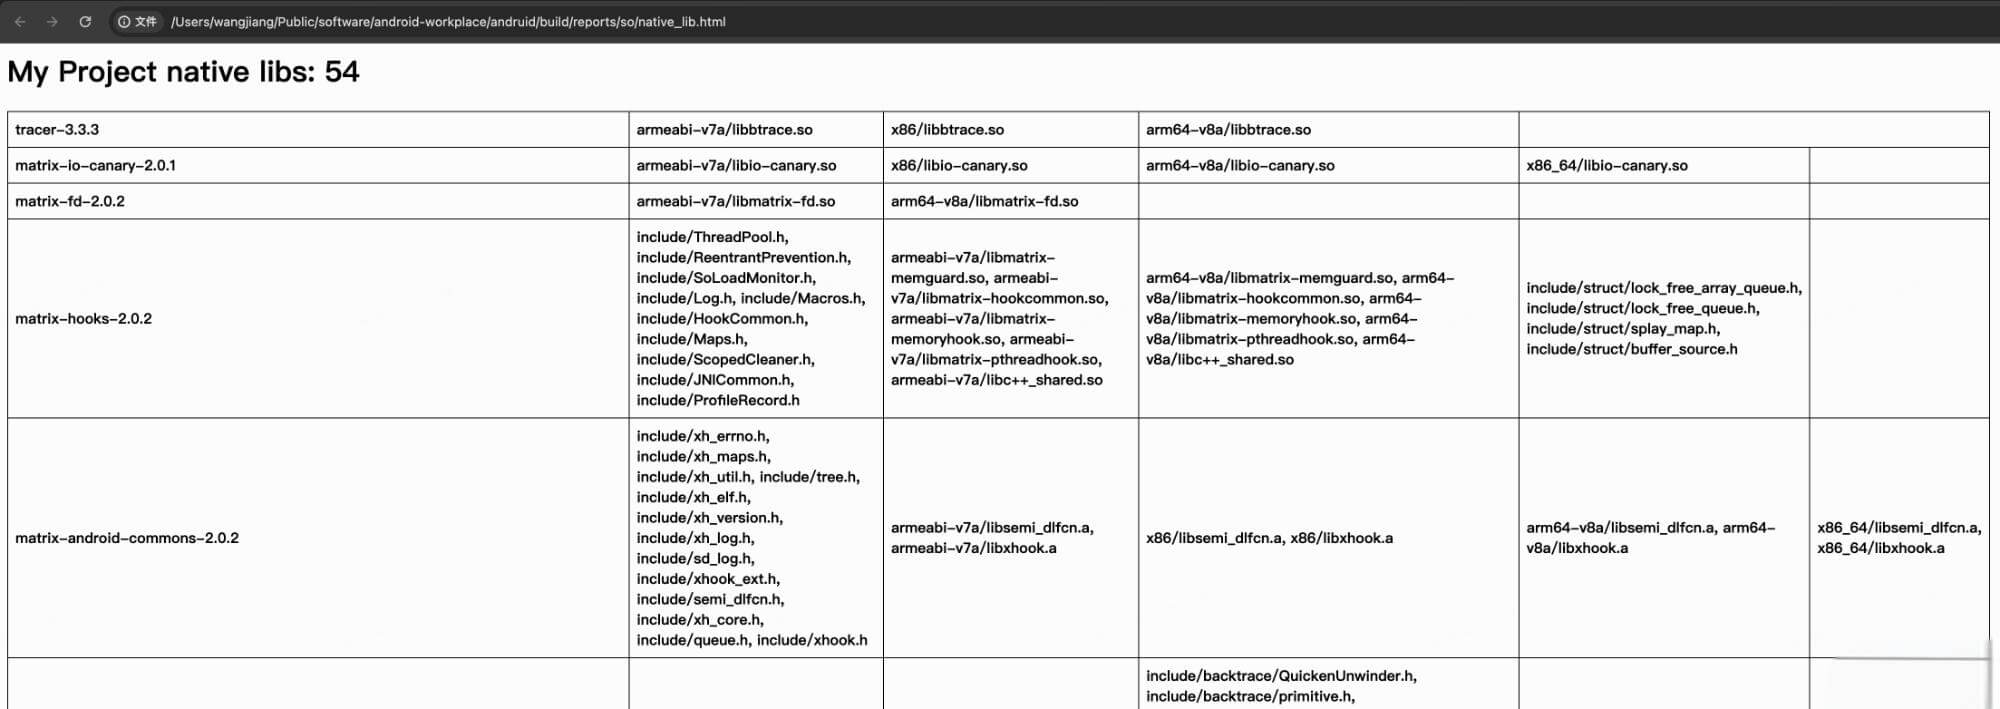 文件 /Users/wangjiang/Public/software/android-workplace/andruid/build/reports/so/native_lib.html
My Project native libs: 54
tracer-3.3.3
armeabi-v7a/libbtrace.so
x86/libbtrace.so
arm64-v8a/libbtrace.so
matrix-io-canary-2.0.1
armeabi-v7a/libio-canary.so
x86/libio-canary.so
arm64-v8a/libio-canary.so
x86_64/libio-canary.so
matrix-fd-2.0.2
armeabi-v7a/libmatrix-fd.so
arm64-v8a/libmatrix-fd.so
matrix-hooks-2.0.2
include/ThreadPool.h,
include/ReentrantPrevention.h,
include/SoLoadMonitor.h,
include/Log.h, include/Macros.h,
include/HookCommon.h,
include/Maps.h,
include/ScopedCleaner.h,
include/JNICommon.h,
include/ProfileRecord.h
armeabi-v7a/libmatrix-
memguard.so, armeabi-
v7a/libmatrix-hookcommon.so,
armeabi-v7a/libmatrix-
memoryhook.so, armeabi-
v7a/libmatrix-pthreadhook.so,
armeabi-v7a/libc++_shared.so
arm64-v8a/libmatrix-memguard.so, arm64-
v8a/libmatrix-hookcommon.so, arm64-
v8a/libmatrix-memoryhook.so, arm64-
v8a/libmatrix-pthreadhook.so, arm64-
v8a/libc++_shared.so
include/struct/lock_free_array_queue.h,
include/struct/lock_free_queue.h,
include/struct/splay_map.h,
include/struct/buffer_source.h
matrix-android-commons-2.0.2
include/xh_errno.h,
include/xh_maps.h,
include/xh_util.h, include/tree.h,
include/xh_elf.h,
include/xh_version.h,
include/xh_log.h,
include/sd_log.h,
include/xhook_ext.h,
include/semi_dlfcn.h,
include/xh_core.h,
include/queue.h, include/xhook.h
armeabi-v7a/libsemi_dlfcn.a,
armeabi-v7a/libxhook.a
x86/libsemi_dlfcn.a, x86/libxhook.a
arm64-v8a/libsemi_dlfcn.a, arm64-
v8a/libxhook.a
x86_64/libsemi_dlfcn.a,
x86_64/libxhook.a
include/backtrace/QuickenUnwinder.h,
include/backtrace/primitive.h,